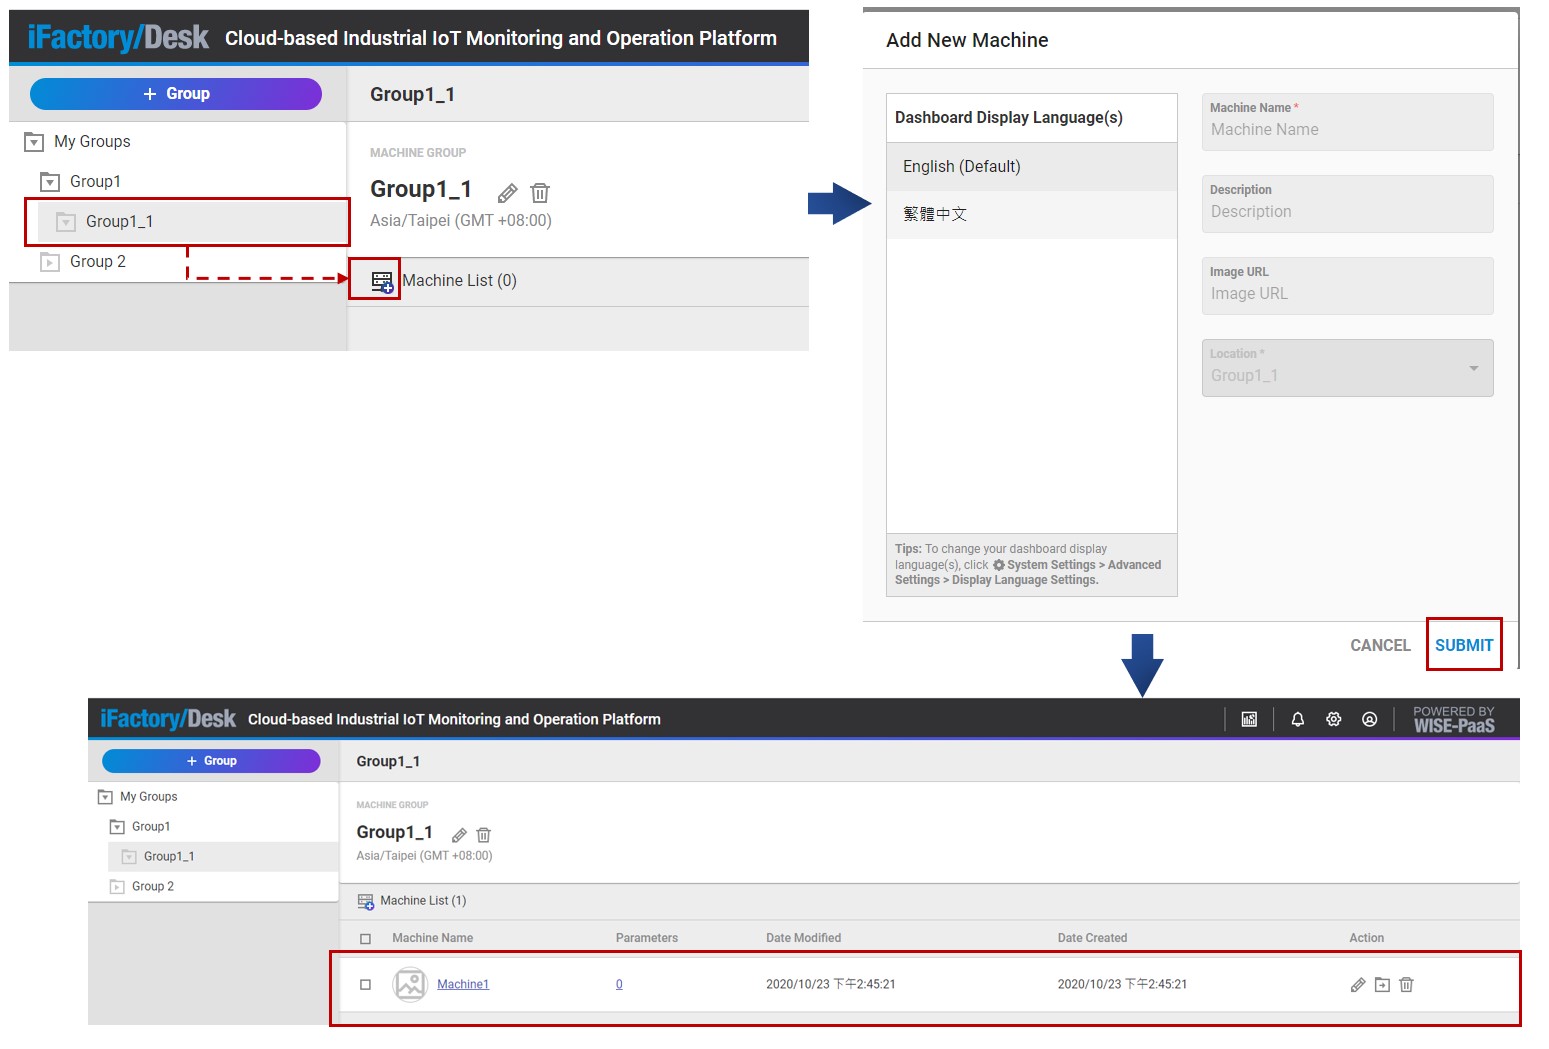 iFactory/Desk Cloud-based Industrial IoT Monitoring and Operation Platform
+ Group
Group1_1
My Groups
Group1
Group1_1
Group 2
MACHINE GROUP
Group1_1
Asia/Taipei (GMT +08:00)
Machine List (0)
Add New Machine
Dashboard Display Language(s)
English (Default)
繁體中文
Tips: To change your dashboard display
language(s), click System Settings > Advanced
Settings > Display Language Settings.
Machine Name *
Machine Name
Description
Description
Image URL
Image URL
Location *
Group1_1
CANCEL SUBMIT
iFactory/Desk Cloud-based Industrial IoT Monitoring and Operation Platform
POWERED BY
WISE-PaaS
+ Group
Group1_1
My Groups
Group1
Group1_1
Group 2
MACHINE GROUP
Group1_1
Asia/Taipei (GMT +08:00)
Machine List (1)
Machine Name Parameters Date Modified Date Created Action
Machine1 0 2020/10/23 下午2:45:21 2020/10/23 下午2:45:21